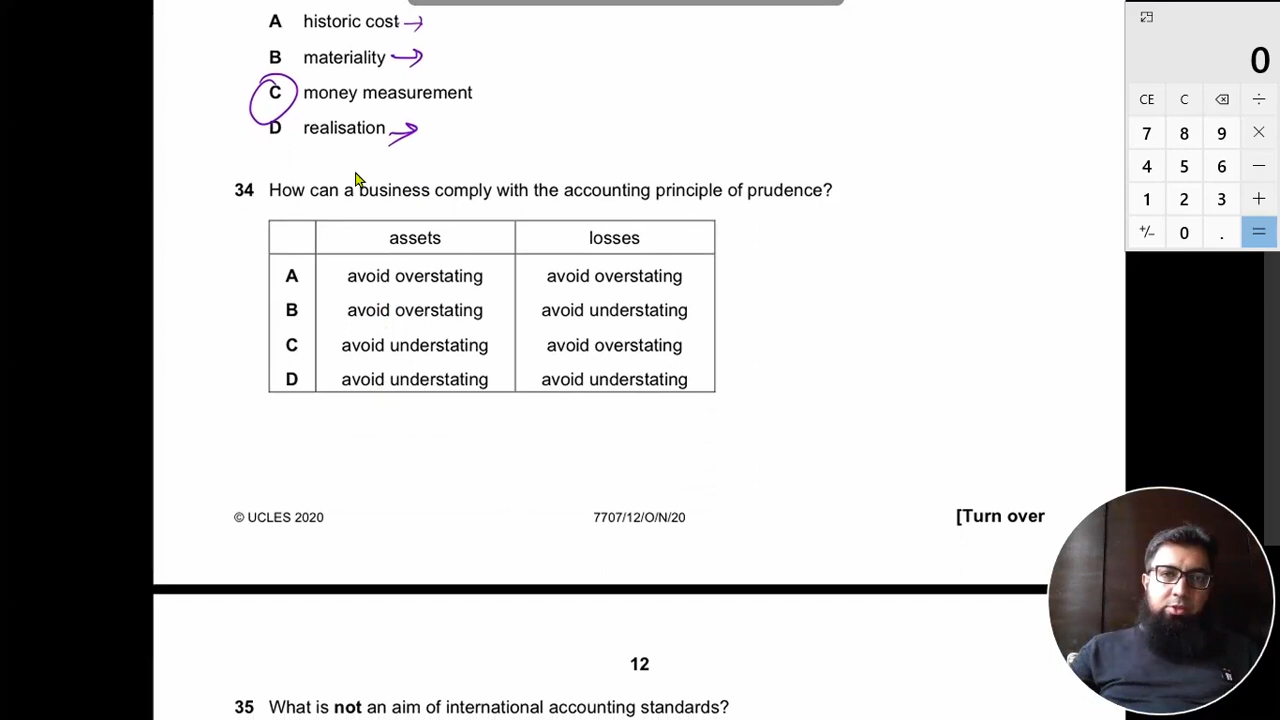 A historic cost
B materiality
C money measurement
D realisation
34 How can a business comply with the accounting principle of prudence?
assets losses
A avoid overstating avoid overstating
B avoid overstating avoid understating
C avoid understating avoid overstating
D avoid understating avoid understating
© UCLES 2020 7707/12/O/N/20 [Turn over
12
35 What is not an aim of international accounting standards?
0
CE C ⌫ ÷
7 8 9 ×
4 5 6 −
1 2 3 +
+/− 0 . =